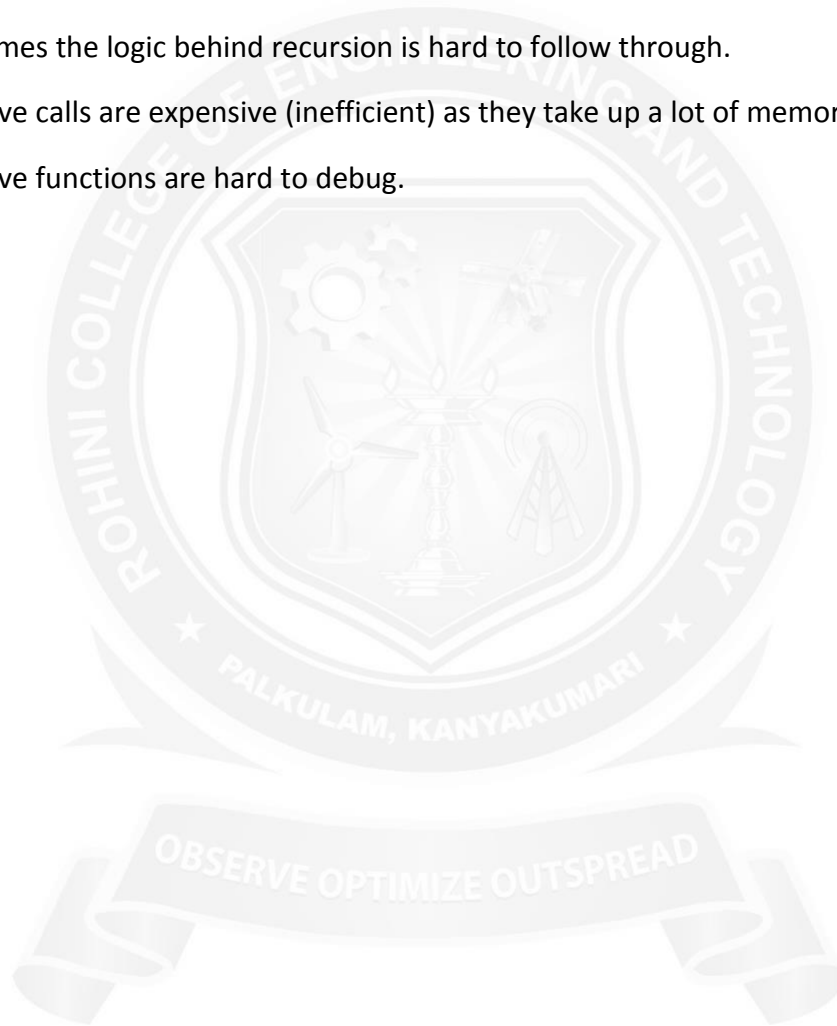 mes the logic behind recursion is hard to follow through.
ve calls are expensive (inefficient) as they take up a lot of memor
ve functions are hard to debug.
ROHINI COLLEGE OF ENGINEERING AND TECHNOLOGY
PALKULAM, KANYAKUMARI
OBSERVE OPTIMIZE OUTSPREAD